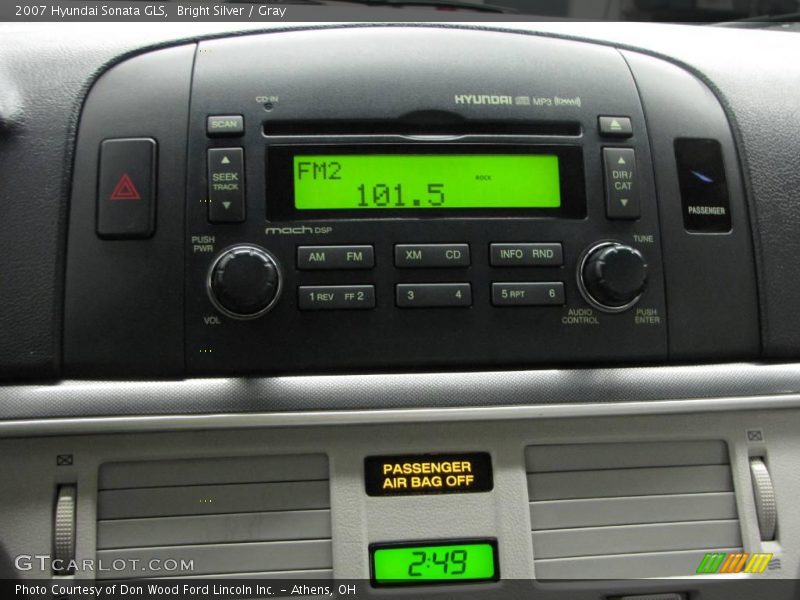 2007 Hyundai Sonata GLS,  Bright Silver / Gray
CD-IN
HYUNDAI MP3
SCAN
SEEK
TRACK
FM2
ROCK
101.5
DIR/
CAT
PASSENGER
mach DSP
PUSH
PWR
TUNE
AM FM
XM CD
INFO RND
1 REV FF 2
3 4
5 RPT 6
VOL
AUDIO
CONTROL
PUSH
ENTER
PASSENGER
AIR BAG OFF
2:49
GTCARLOT.COM
Photo Courtesy of Don Wood Ford Lincoln Inc. - Athens, OH